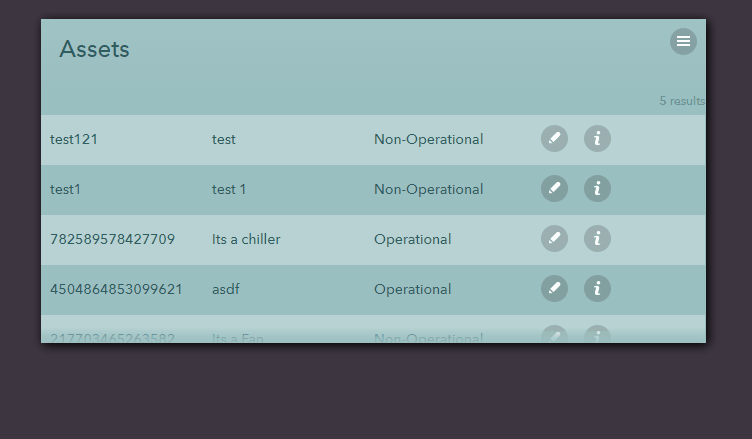 Assets
5 results
test121 test Non-Operational
test1 test 1 Non-Operational
782589578427709 Its a chiller Operational
4504864853099621 asdf Operational
217703465263582 Its a Fan Non-Operational